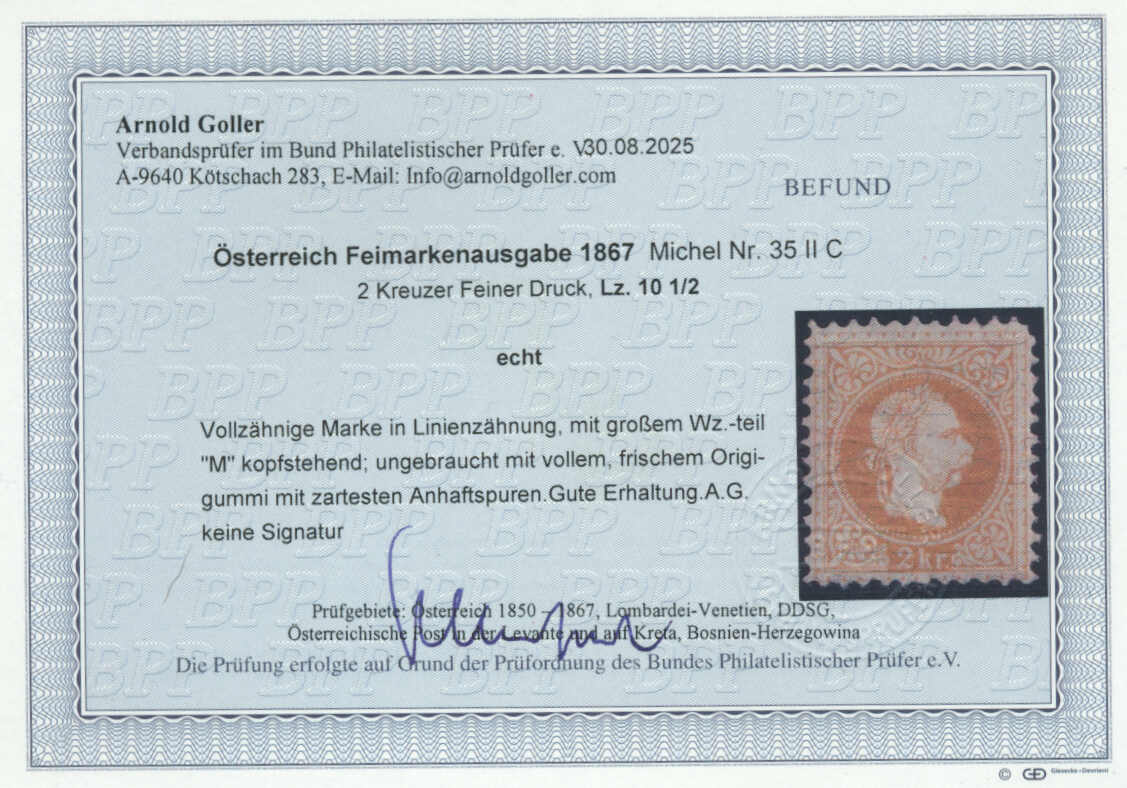 Arnold Goller
Verbandsprüfer im Bund Philatelistischer Prüfer e. V30.08.2025
A-9640 Kötschach 283, E-Mail: Info@arnoldgoller.com
BEFUND
Österreich Feimarkenausgabe 1867 Michel Nr. 35 II C
2 Kreuzer Feiner Druck, Lz. 10 1/2
echt
Vollzähnige Marke in Linienzähnung, mit großem Wz.-teil
"M" kopfstehend; ungebraucht mit vollem, frischem Origi-
gummi mit zartesten Anhaftspuren.Gute Erhaltung.A.G.
keine Signatur
2 kr.
Prüfgebiete: Österreich 1850 – 1867, Lombardei-Venetien, DDSG,
Österreichische Post in der Levante und auf Kreta, Bosnien-Herzegowina
Die Prüfung erfolgte auf Grund der Prüfordnung des Bundes Philatelistischer Prüfer e.V.
© GD Giesecke+Devrient